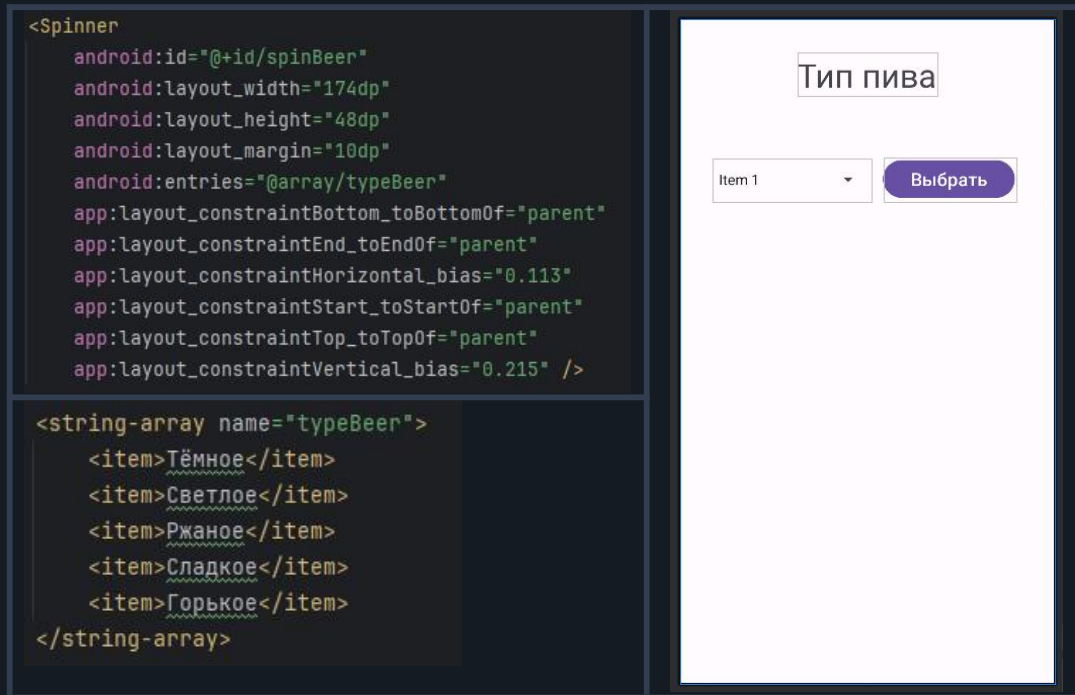 <Spinner
android:id="@+id/spinBeer"
android:layout_width="174dp"
android:layout_height="48dp"
android:layout_margin="10dp"
android:entries="@array/typeBeer"
app:layout_constraintBottom_toBottomOf="parent"
app:layout_constraintEnd_toEndOf="parent"
app:layout_constraintHorizontal_bias="0.113"
app:layout_constraintStart_toStartOf="parent"
app:layout_constraintTop_toTopOf="parent"
app:layout_constraintVertical_bias="0.215" />
<string-array name="typeBeer">
<item>Тёмное</item>
<item>Светлое</item>
<item>Ржаное</item>
<item>Сладкое</item>
<item>Горькое</item>
</string-array>
Тип пива
Item 1
Выбрать